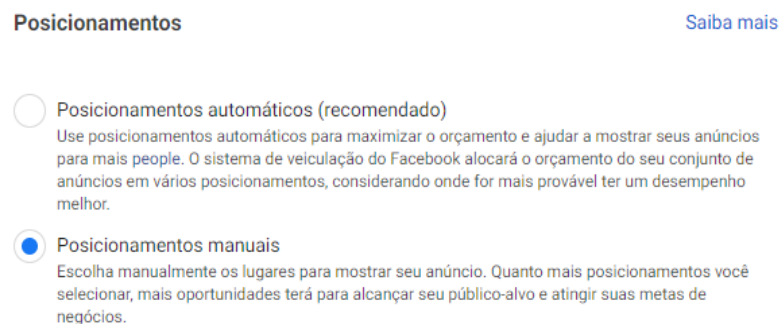 Posicionamentos
Saiba mais
Posicionamentos automáticos (recomendado)
Use posicionamentos automáticos para maximizar o orçamento e ajudar a mostrar seus anúncios
para mais people. O sistema de veiculação do Facebook alocará o orçamento do seu conjunto de
anúncios em vários posicionamentos, considerando onde for mais provável ter um desempenho
melhor.
Posicionamentos manuais
Escolha manualmente os lugares para mostrar seu anúncio. Quanto mais posicionamentos você
selecionar, mais oportunidades terá para alcançar seu público-alvo e atingir suas metas de
negócios.